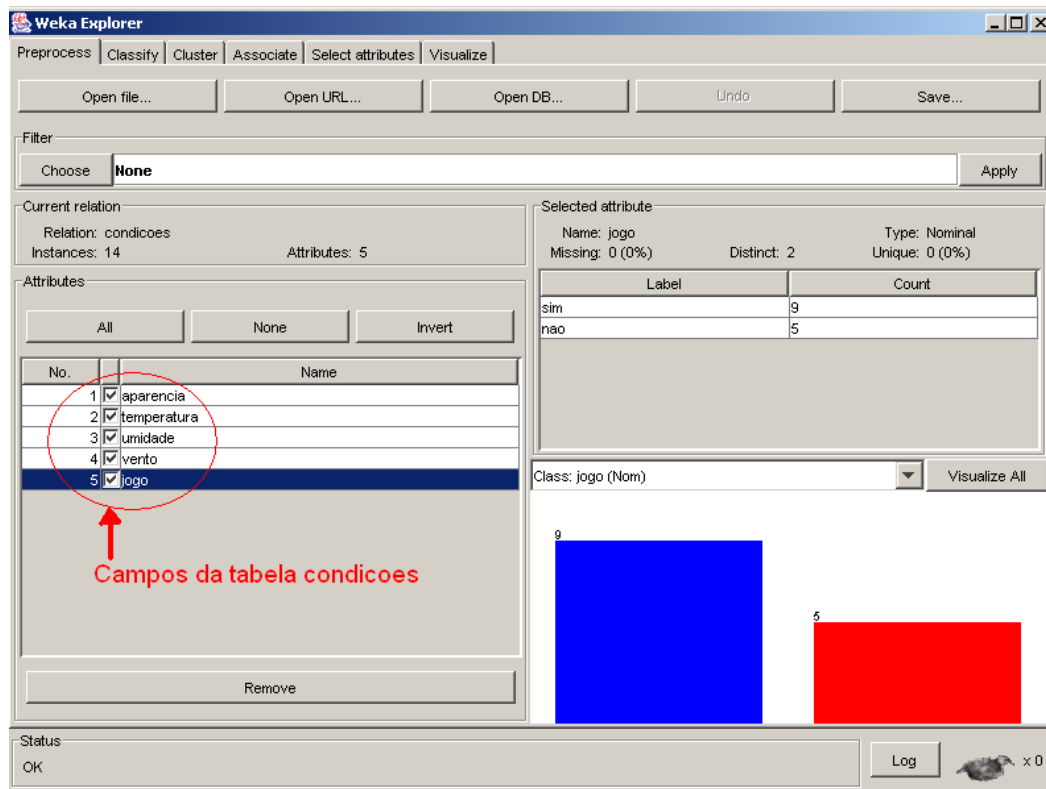 Weka Explorer
Preprocess Classify Cluster Associate Select attributes Visualize
Open file... Open URL... Open DB... Undo Save...
Filter
Choose None Apply
Current relation
Relation: condicoes
Instances: 14 Attributes: 5
Attributes
All None Invert
No. Name
1 aparencia
2 temperatura
3 umidade
4 vento
5 jogo
Campos da tabela condicoes
Remove
Selected attribute
Name: jogo Type: Nominal
Missing: 0 (0%) Distinct: 2 Unique: 0 (0%)
Label Count
sim 9
nao 5
Class: jogo (Nom) Visualize All
9
5
Status
OK
Log x 0